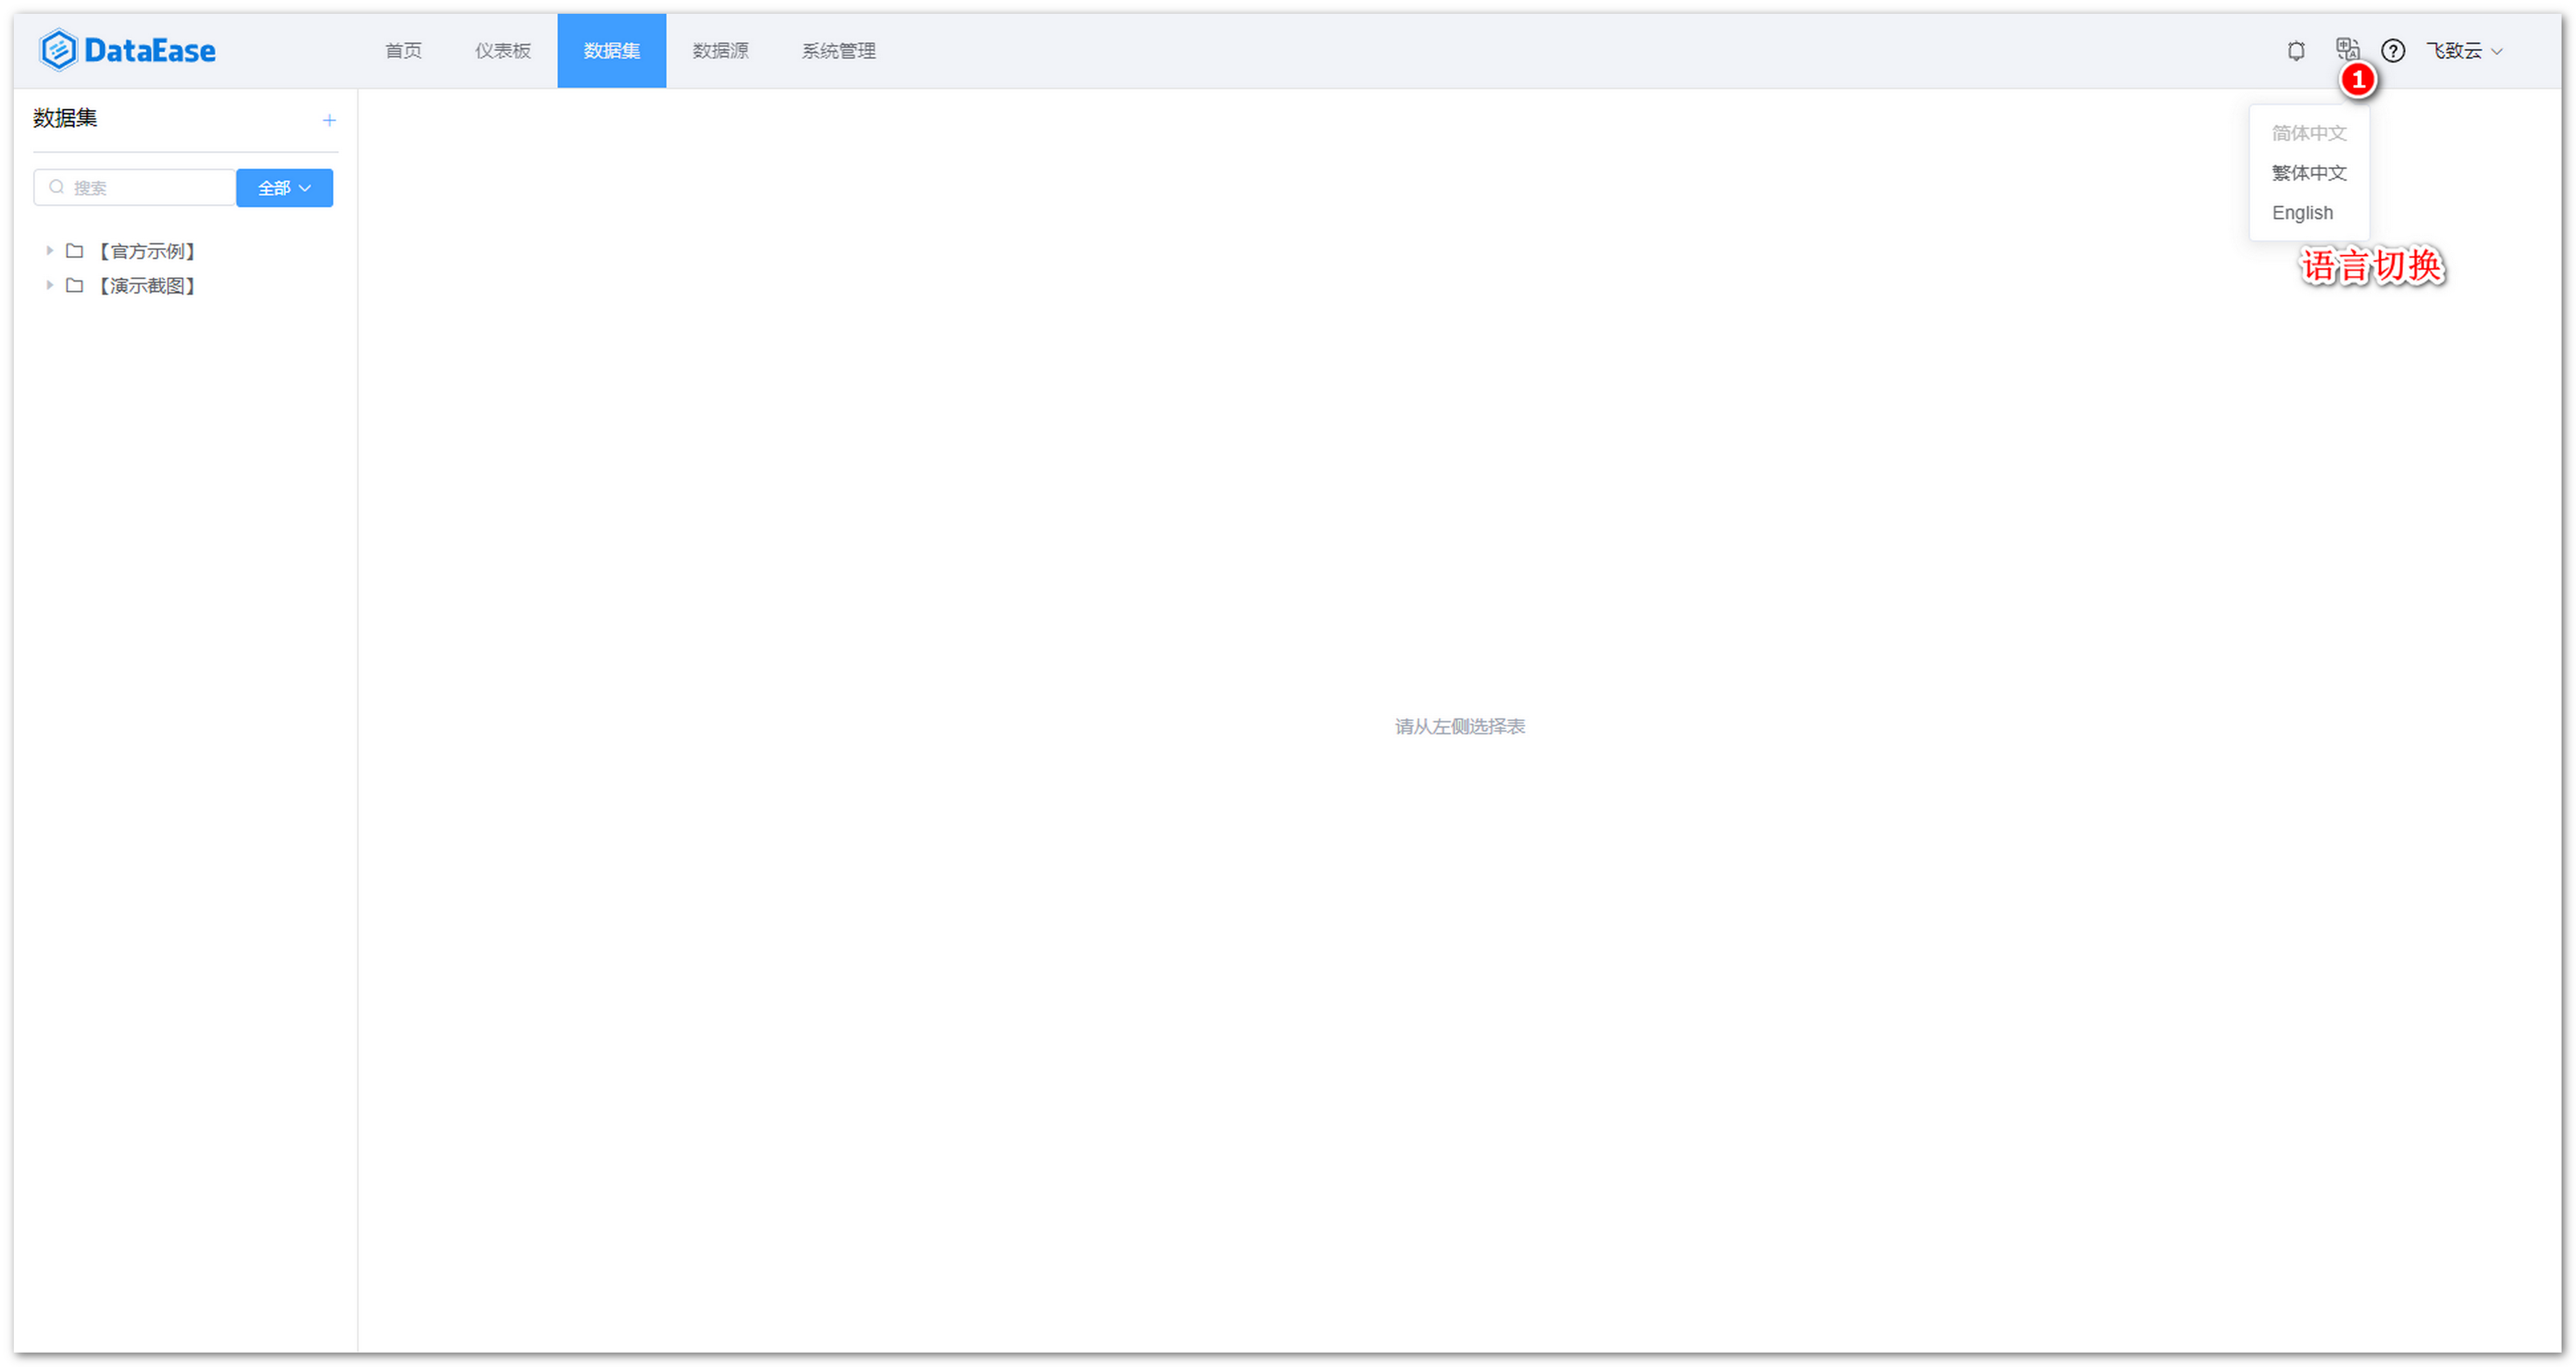 DataEase 首页 仪表板 数据集 数据源 系统管理 飞致云
1
数据集
简体中文
繁体中文
English
语言切换
搜索 全部
【官方示例】
【演示截图】
请从左侧选择表